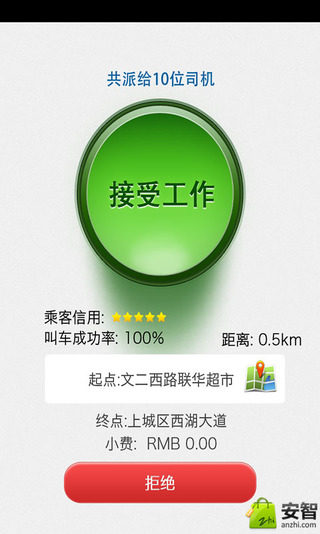 共派给10位司机
接受工作
乘客信用:
叫车成功率: 100%
距离: 0.5km
起点:文二西路联华超市
终点:上城区西湖大道
小费: RMB 0.00
拒绝
安智
anzhi.com
zhi